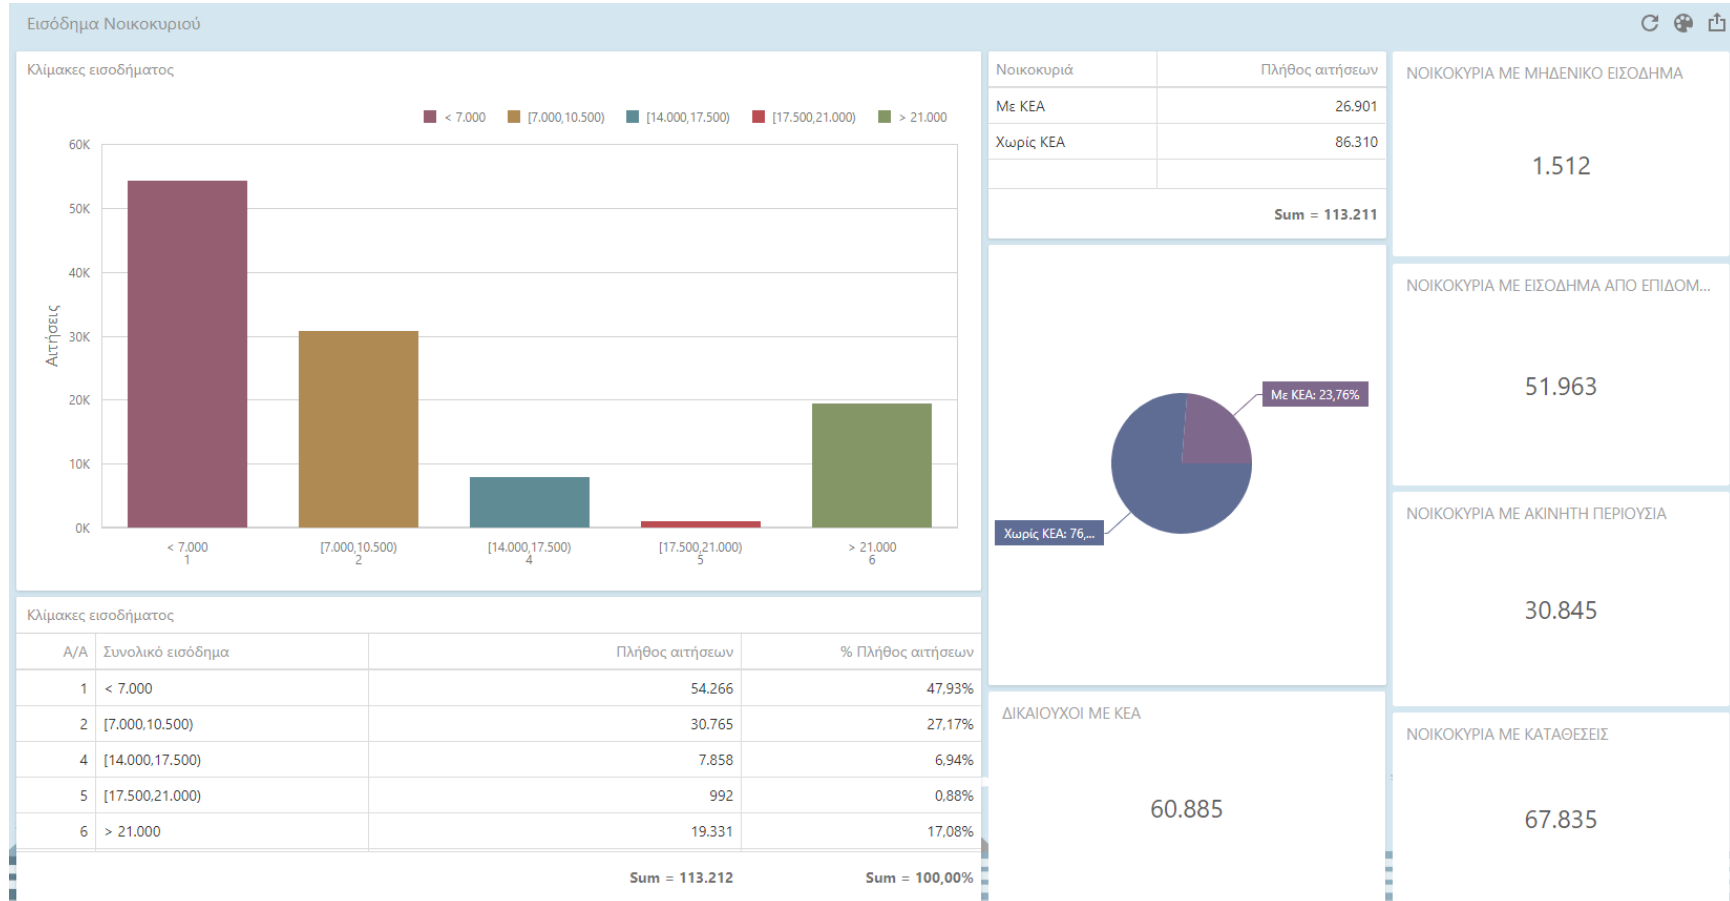 Εισόδημα Νοικοκυριού
Κλίμακες εισοδήματος
< 7.000 [7.000,10.500) [14.000,17.500) [17.500,21.000) > 21.000
60K
50K
40K
30K
20K
10K
0K
Αιτήσεις
< 7.000 [7.000,10.500) [14.000,17.500) [17.500,21.000) > 21.000
1 2 4 5 6
Κλίμακες εισοδήματος
Α/Α Συνολικό εισόδημα Πλήθος αιτήσεων % Πλήθος αιτήσεων
1 < 7.000 54.266 47,93%
2 [7.000,10.500) 30.765 27,17%
4 [14.000,17.500) 7.858 6,94%
5 [17.500,21.000) 992 0,88%
6 > 21.000 19.331 17,08%
Sum = 113.212 Sum = 100,00%
Νοικοκυριά Πλήθος αιτήσεων
Με ΚΕΑ 26.901
Χωρίς ΚΕΑ 86.310
Sum = 113.211
Με ΚΕΑ: 23,76%
Χωρίς ΚΕΑ: 76,...
ΔΙΚΑΙΟΥΧΟΙ ΜΕ ΚΕΑ
60.885
ΝΟΙΚΟΚΥΡΙΑ ΜΕ ΜΗΔΕΝΙΚΟ ΕΙΣΟΔΗΜΑ
1.512
ΝΟΙΚΟΚΥΡΙΑ ΜΕ ΕΙΣΟΔΗΜΑ ΑΠΟ ΕΠΙΔΟΜ...
51.963
ΝΟΙΚΟΚΥΡΙΑ ΜΕ ΑΚΙΝΗΤΗ ΠΕΡΙΟΥΣΙΑ
30.845
ΝΟΙΚΟΚΥΡΙΑ ΜΕ ΚΑΤΑΘΕΣΕΙΣ
67.835